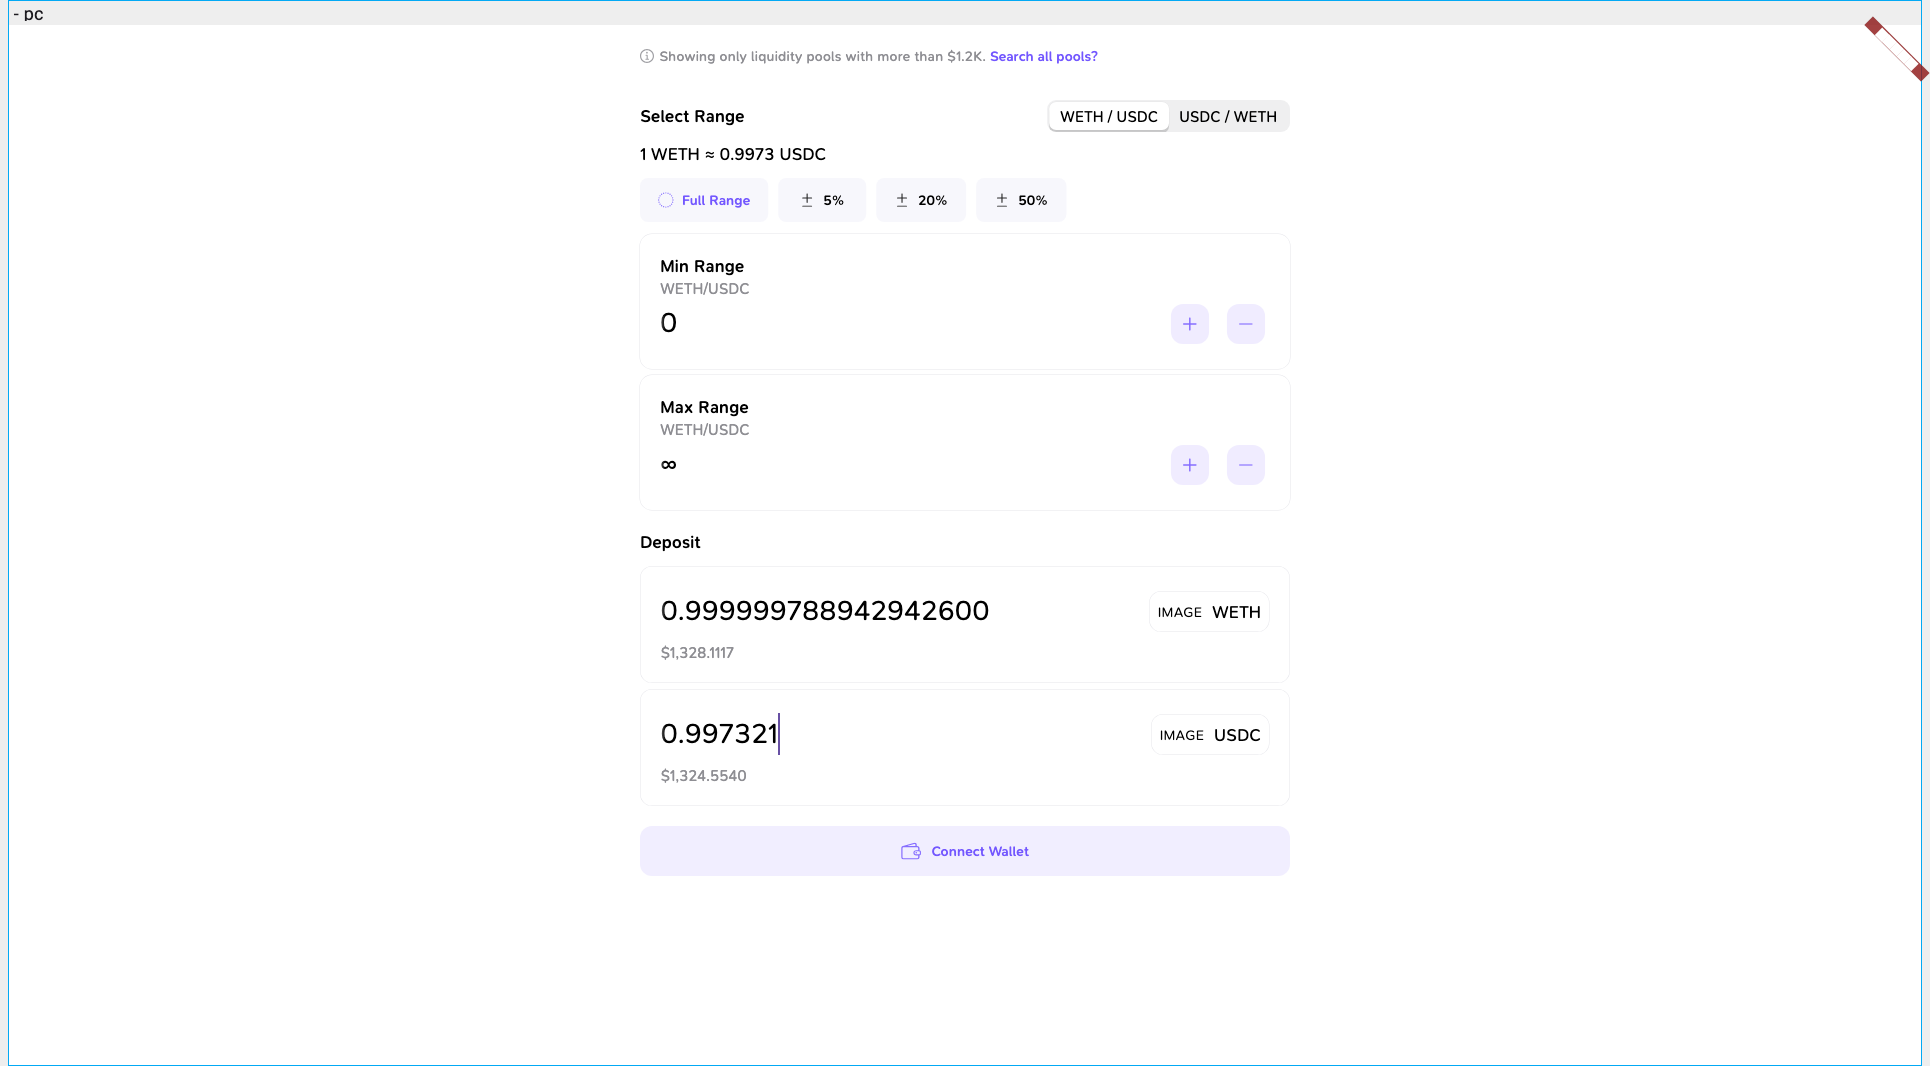 - pc
Showing only liquidity pools with more than $1.2K. Search all pools?
Select Range
WETH / USDC USDC / WETH
1 WETH ≈ 0.9973 USDC
Full Range ± 5% ± 20% ± 50%
Min Range
WETH/USDC
0
+ −
Max Range
WETH/USDC
∞
+ −
Deposit
0.999999788942942600 IMAGE WETH
$1,328.1117
0.997321 IMAGE USDC
$1,324.5540
Connect Wallet